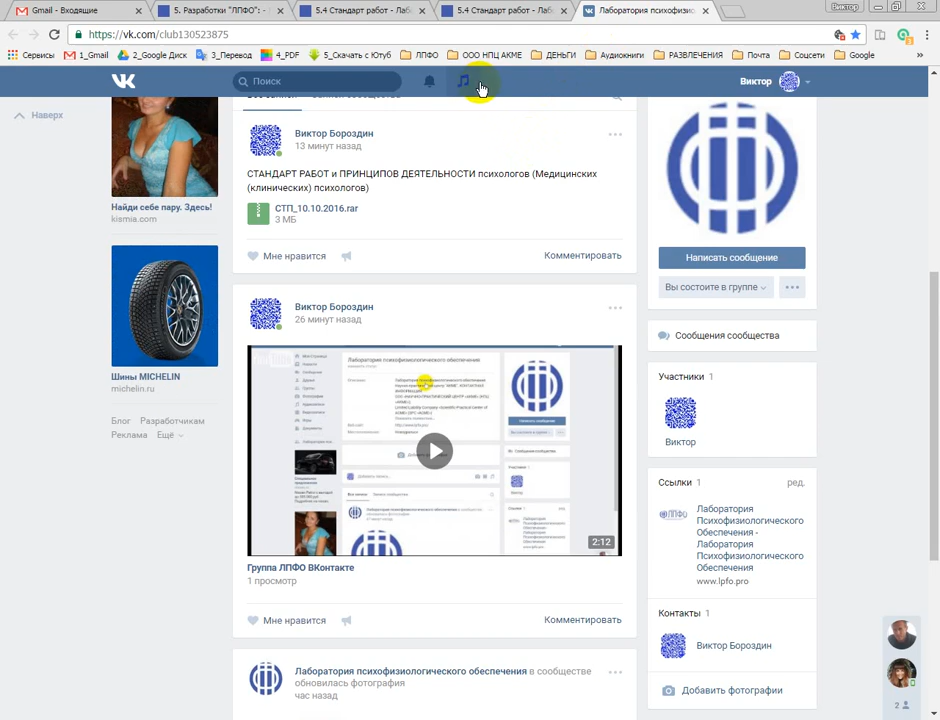 Gmail - Входящие
5. Разработки "ЛПФО": -
5.4 Стандарт работ - Лаб
5.4 Стандарт работ - Лаб
Лаборатория психофизи
Виктор
https://vk.com/club130523875
Сервисы
1_Gmail
2_Google Диск
3_Перевод
4_PDF
5_Скачать с Ютуб
ЛПФО
ООО НПЦ АКМЕ
ДЕНЬГИ
Аудиокниги
РАЗВЛЕЧЕНИЯ
Почта
Соцсети
Google
Поиск
Виктор
Наверх
Найди себе пару. Здесь!
kismia.com
Шины MICHELIN
michelin.ru
Блог Разработчикам
Реклама Ещё
Виктор Бороздин
13 минут назад
СТАНДАРТ РАБОТ и ПРИНЦИПОВ ДЕЯТЕЛЬНОСТИ психологов (Медицинских
(клинических) психологов)
СТП_10.10.2016.rar
3 МБ
Мне нравится
Комментировать
Виктор Бороздин
26 минут назад
Лаборатория психофизиологического обеспечения
2:12
Группа ЛПФО ВКонтакте
1 просмотр
Мне нравится
Комментировать
Лаборатория психофизиологического обеспечения в сообществе
обновилась фотография
час назад
Написать сообщение
Вы состоите в группе
Сообщения сообщества
Участники 1
Виктор
Ссылки 1
ред.
ЛПФО
Лаборатория
Психофизиологического
Обеспечения -
Лаборатория
Психофизиологического
Обеспечения
www.lpfo.pro
Контакты 1
Виктор Бороздин
Добавить фотографии
2